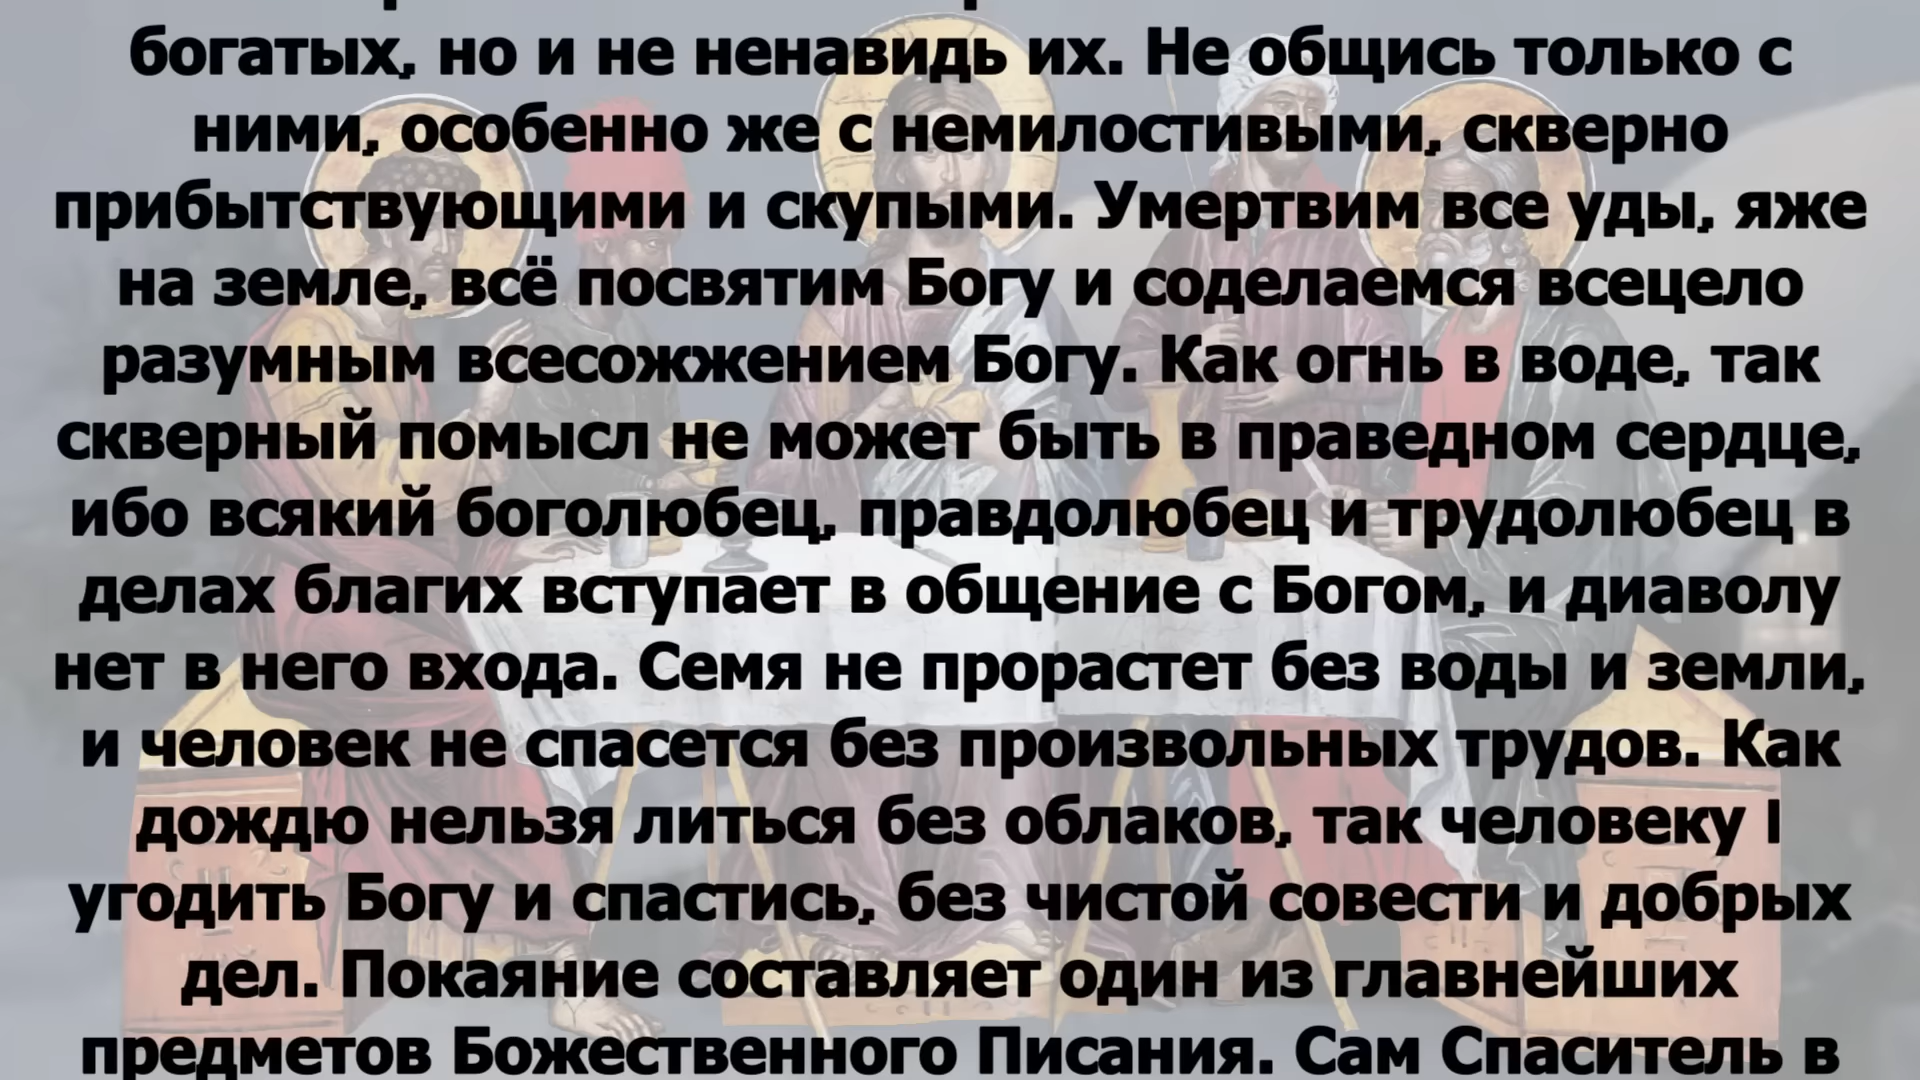 богатых, но и не ненавидь их. Не общись только с
ними, особенно же с немилостивыми, скверно
прибытствующими и скупыми. Умертвим все уды, яже
на земле, всё посвятим Богу и соделаемся всецело
разумным всесожжением Богу. Как огнь в воде, так
скверный помысл не может быть в праведном сердце,
ибо всякий боголюбец, правдолюбец и трудолюбец в
делах благих вступает в общение с Богом, и диаволу
нет в него входа. Семя не прорастет без воды и земли,
и человек не спасется без произвольных трудов. Как
дождю нельзя литься без облаков, так человеку I
угодить Богу и спастись, без чистой совести и добрых
дел. Покаяние составляет один из главнейших
предметов Божественного Писания. Сам Спаситель в